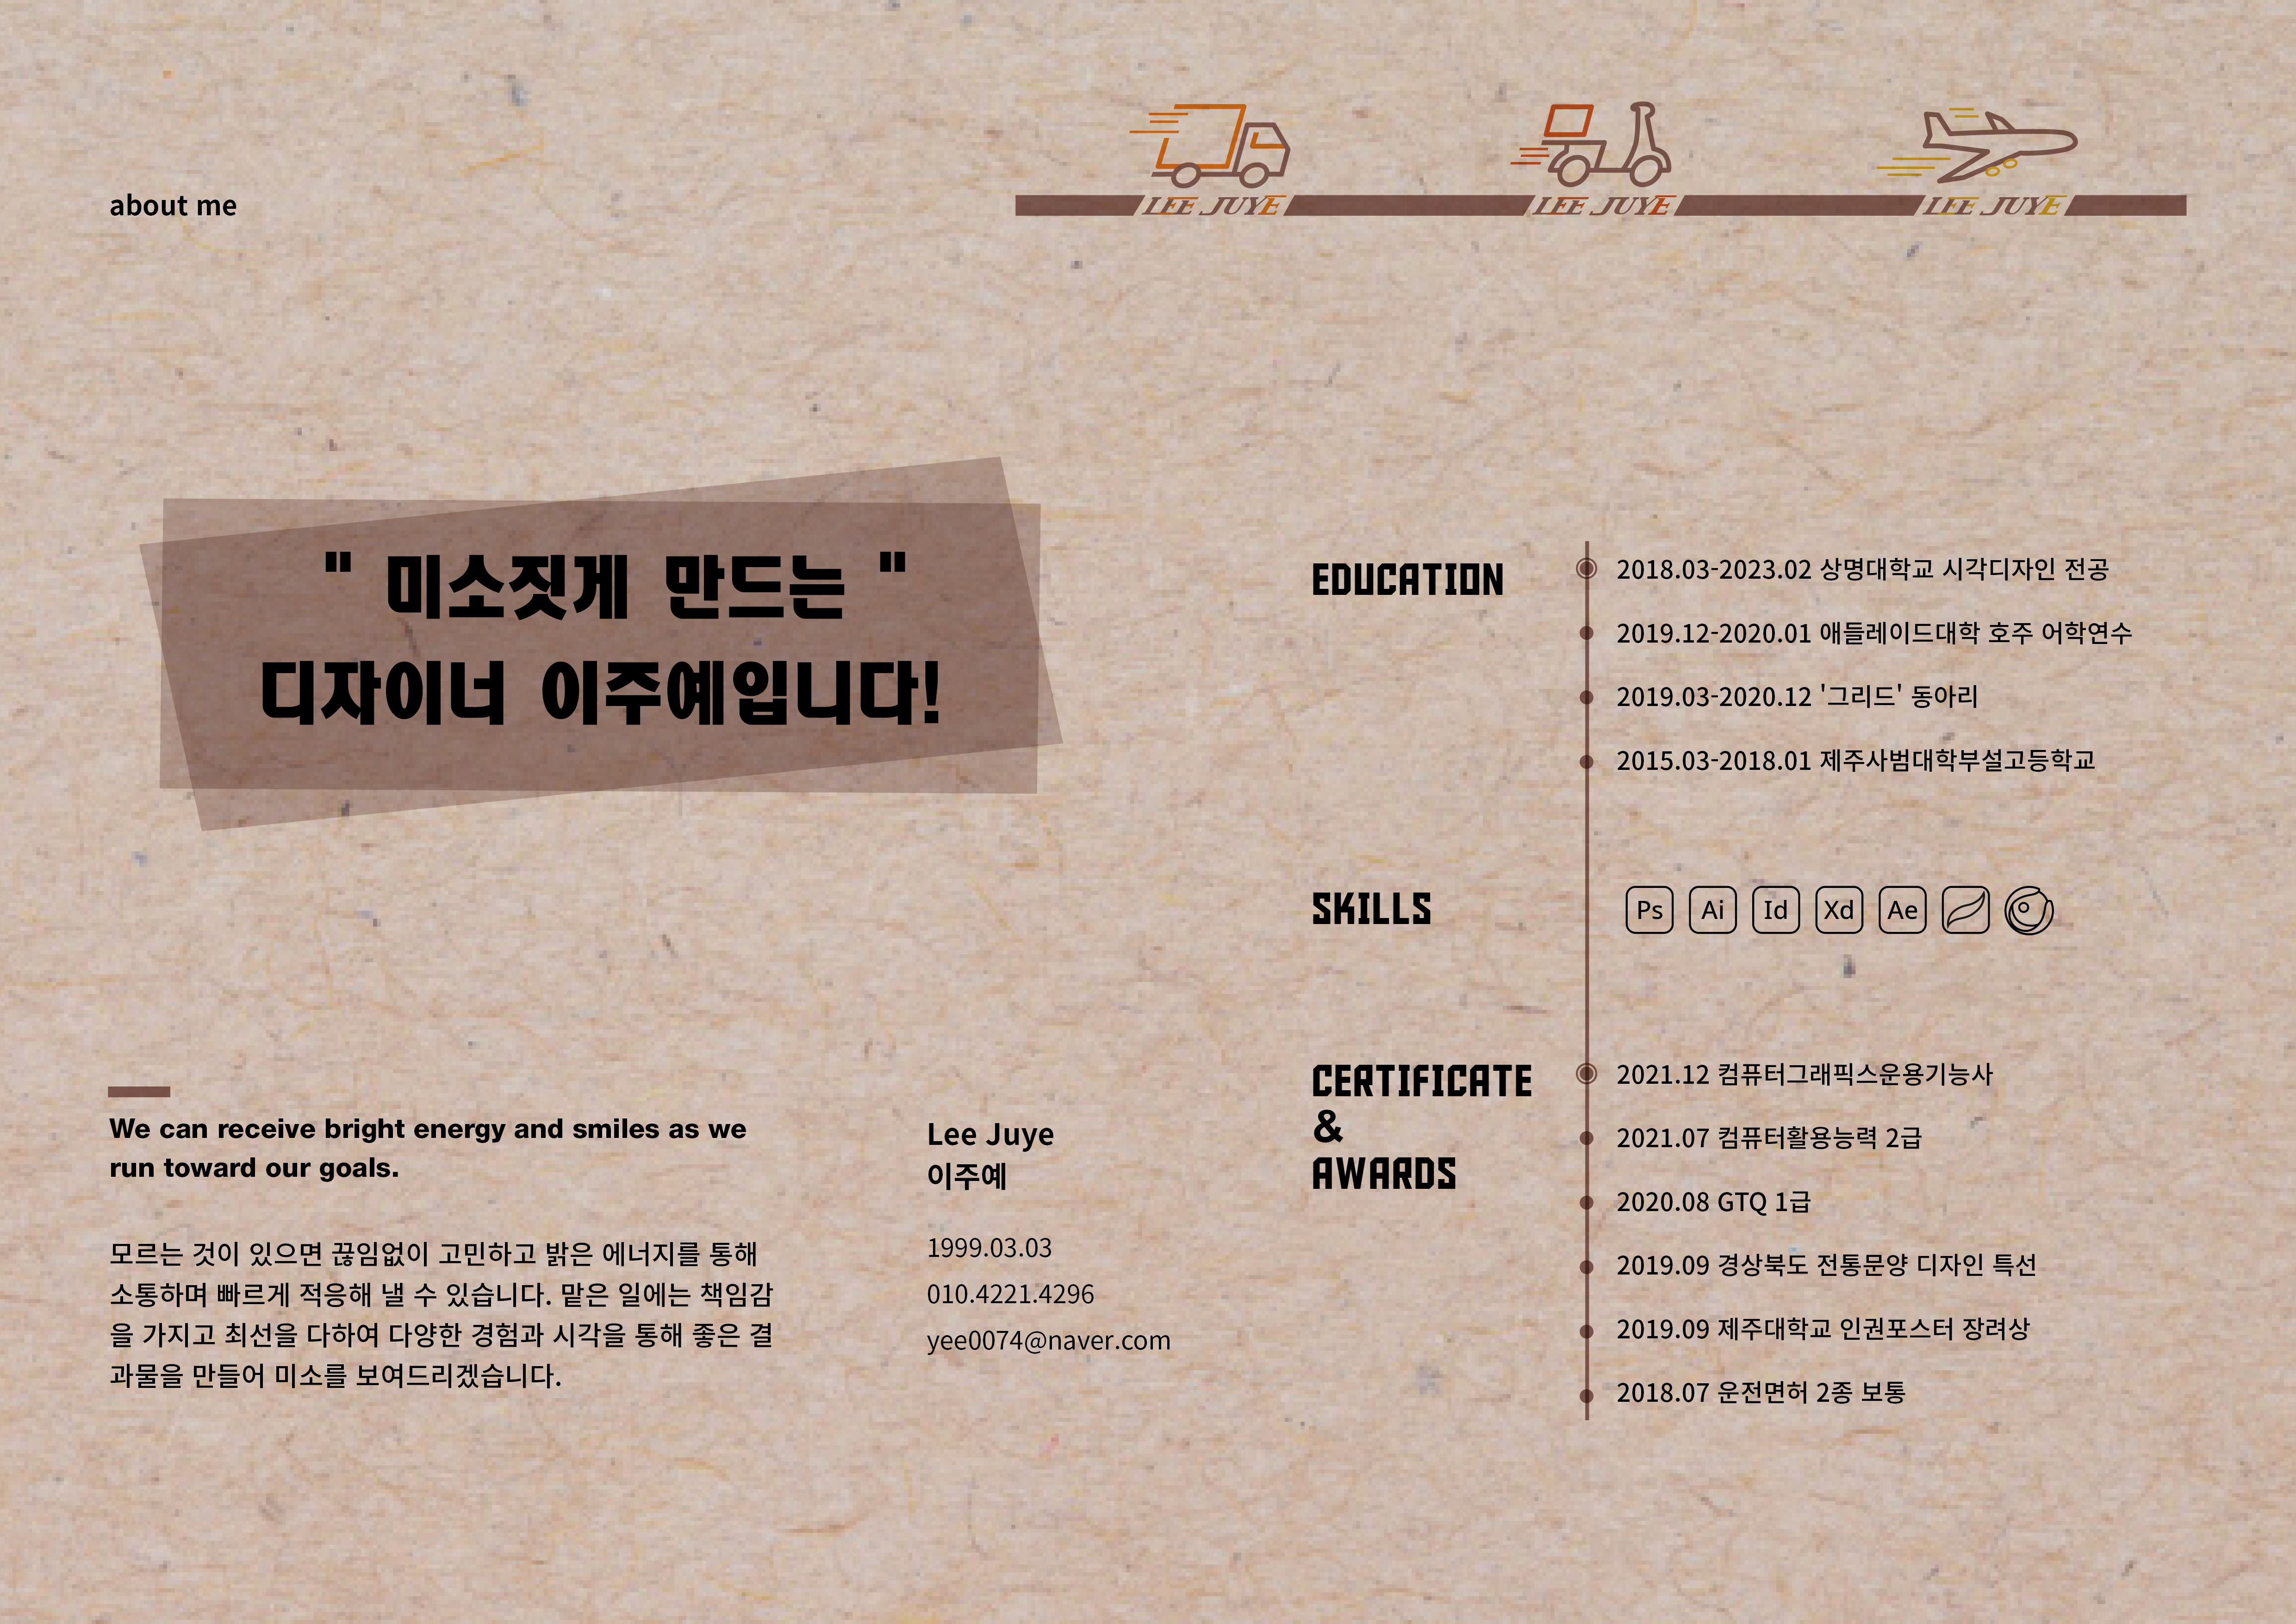 about me
LEE JUYE
LEE JUYE
LEE JUYE
" 미소짓게 만드는 "
디자이너 이주예입니다!
We can receive bright energy and smiles as we
run toward our goals.
모르는 것이 있으면 끊임없이 고민하고 밝은 에너지를 통해
소통하며 빠르게 적응해 낼 수 있습니다. 맡은 일에는 책임감
을 가지고 최선을 다하여 다양한 경험과 시각을 통해 좋은 결
과물을 만들어 미소를 보여드리겠습니다.
Lee Juye
이주예
1999.03.03
010.4221.4296
yee0074@naver.com
EDUCATION
2018.03-2023.02 상명대학교 시각디자인 전공
2019.12-2020.01 애들레이드대학 호주 어학연수
2019.03-2020.12 '그리드' 동아리
2015.03-2018.01 제주사범대학부설고등학교
SKILLS
Ps Ai Id Xd Ae
CERTIFICATE
&
AWARDS
2021.12 컴퓨터그래픽스운용기능사
2021.07 컴퓨터활용능력 2급
2020.08 GTQ 1급
2019.09 경상북도 전통문양 디자인 특선
2019.09 제주대학교 인권포스터 장려상
2018.07 운전면허 2종 보통